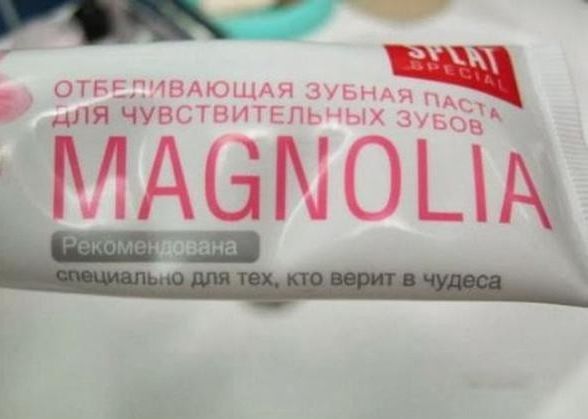 SPLAT
SPECIAL
ОТБЕЛИВАЮЩАЯ ЗУБНАЯ ПАСТА
ДЛЯ ЧУВСТВИТЕЛЬНЫХ ЗУБОВ
MAGNOLIA
Рекомендована
специально для тех, кто верит в чудеса